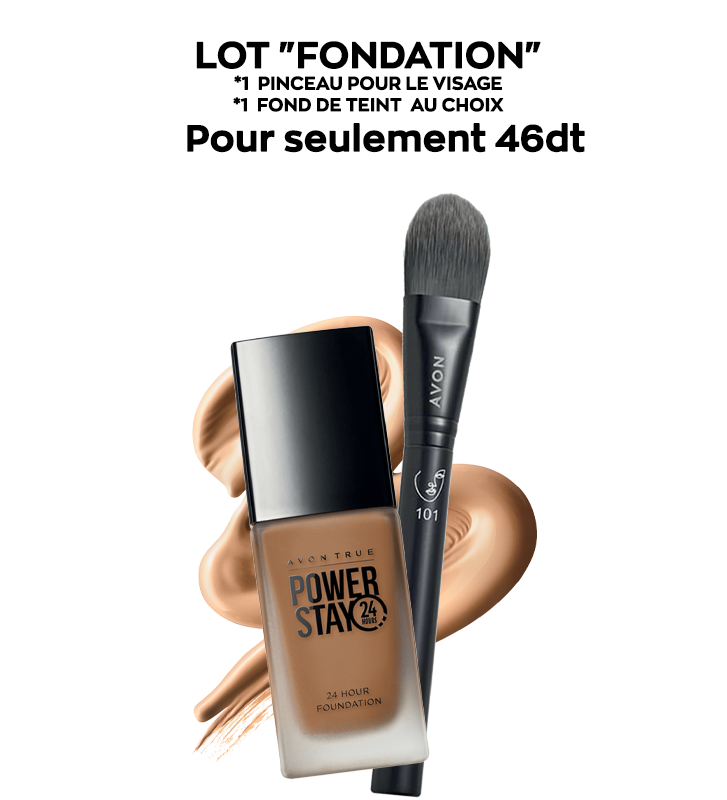 LOT "FONDATION"
*1 PINCEAU POUR LE VISAGE
*1 FOND DE TEINT AU CHOIX
Pour seulement 46dt
AVON
101
AVON TRUE
POWER
STAY 24
HOURS
24 HOUR
FOUNDATION